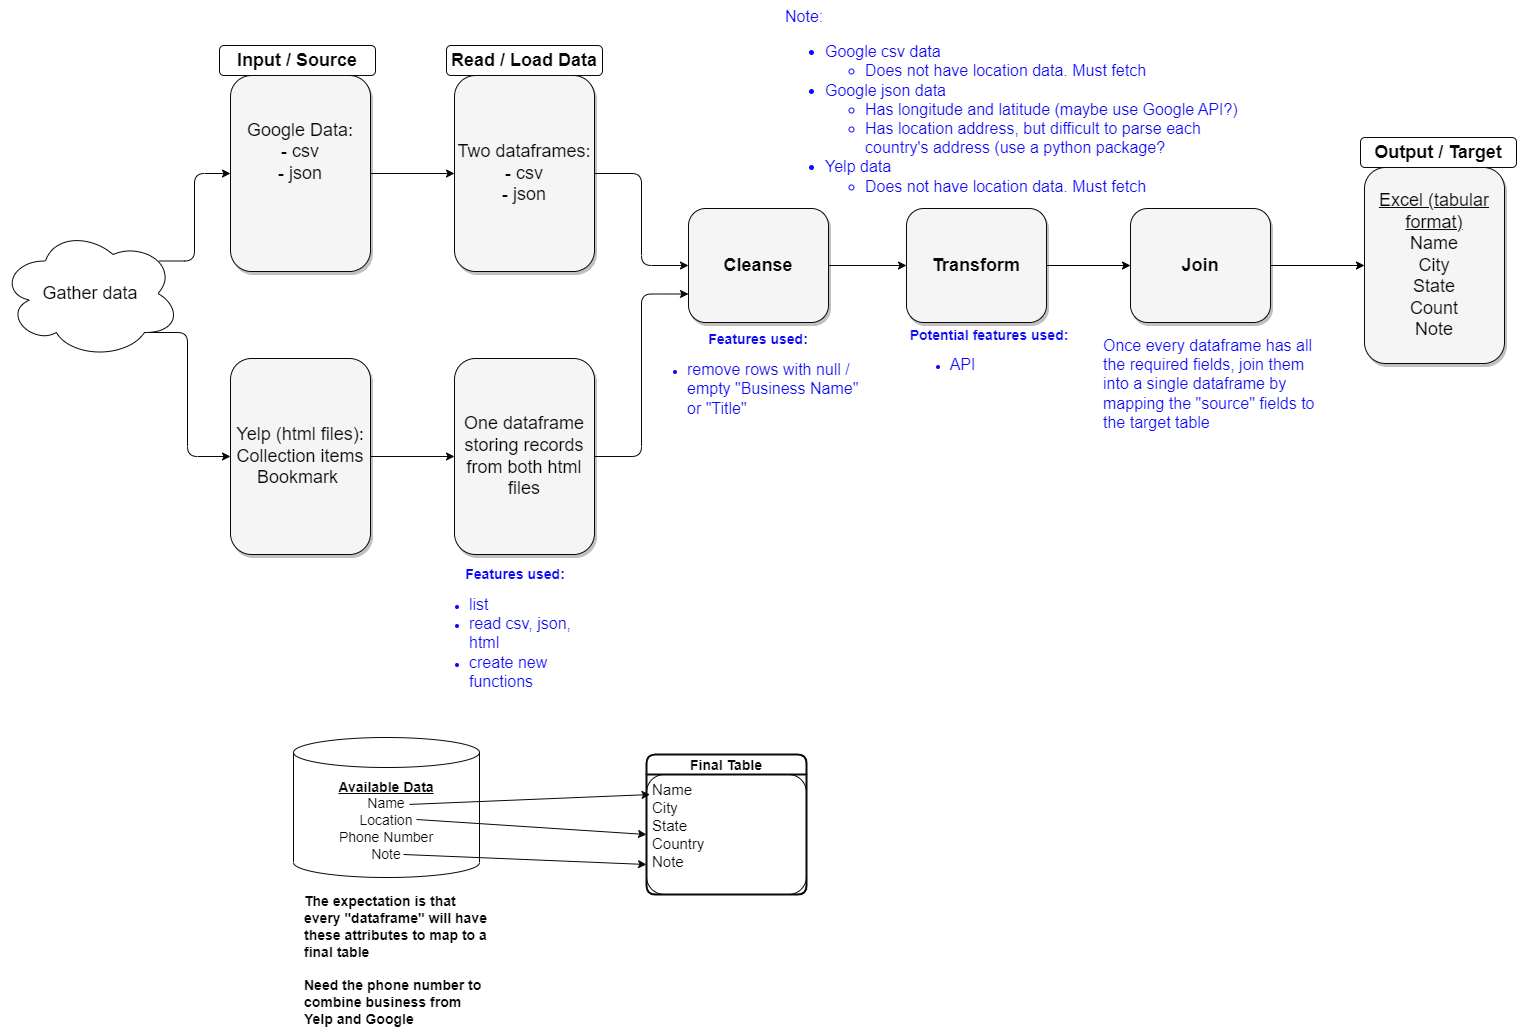 Note:
Google csv data
Does not have location data. Must fetch
Google json data
Has longitude and latitude (maybe use Google API?)
Has location address, but difficult to parse each
country's address (use a python package?
Yelp data
Does not have location data. Must fetch
Input / Source
Google Data:
- csv
- json
Read / Load Data
Two dataframes:
- csv
- json
Gather data
Yelp (html files):
Collection items
Bookmark
One dataframe
storing records
from both html
files
Features used:
list
read csv, json,
html
create new
functions
Cleanse
Features used:
remove rows with null /
empty "Business Name"
or "Title"
Transform
Potential features used:
API
Join
Once every dataframe has all
the required fields, join them
into a single dataframe by
mapping the "source" fields to
the target table
Output / Target
Excel (tabular
format)
Name
City
State
Count
Note
Available Data
Name
Location
Phone Number
Note
Final Table
Name
City
State
Country
Note
The expectation is that
every "dataframe" will have
these attributes to map to a
final table
Need the phone number to
combine business from
Yelp and Google